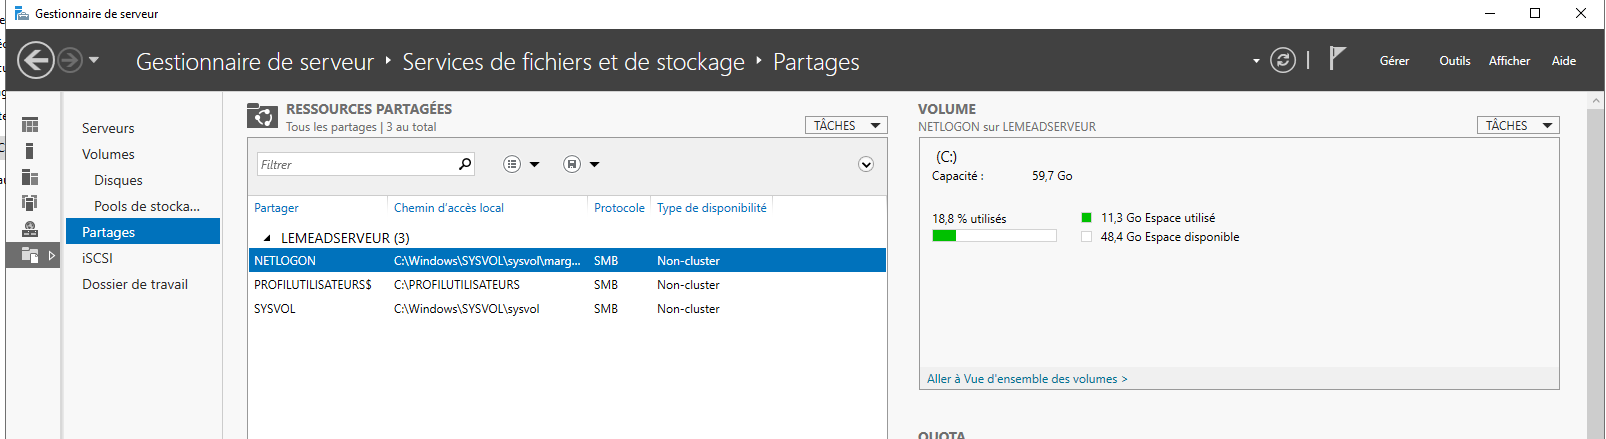 Gestionnaire de serveur
Gestionnaire de serveur ‣ Services de fichiers et de stockage ‣ Partages
Gérer Outils Afficher Aide
Serveurs
Volumes
Disques
Pools de stocka...
Partages
iSCSI
Dossier de travail
RESSOURCES PARTAGÉES
Tous les partages | 3 au total
TÂCHES
Filtrer
Partager Chemin d'accès local Protocole Type de disponibilité
LEMEADSERVEUR (3)
NETLOGON C:\Windows\SYSVOL\sysvol\marg... SMB Non-cluster
PROFILUTILISATEURS$ C:\PROFILUTILISATEURS SMB Non-cluster
SYSVOL C:\Windows\SYSVOL\sysvol SMB Non-cluster
VOLUME
NETLOGON sur LEMEADSERVEUR
TÂCHES
(C:)
Capacité : 59,7 Go
18,8 % utilisés
11,3 Go Espace utilisé
48,4 Go Espace disponible
Aller à Vue d'ensemble des volumes >
QUOTA